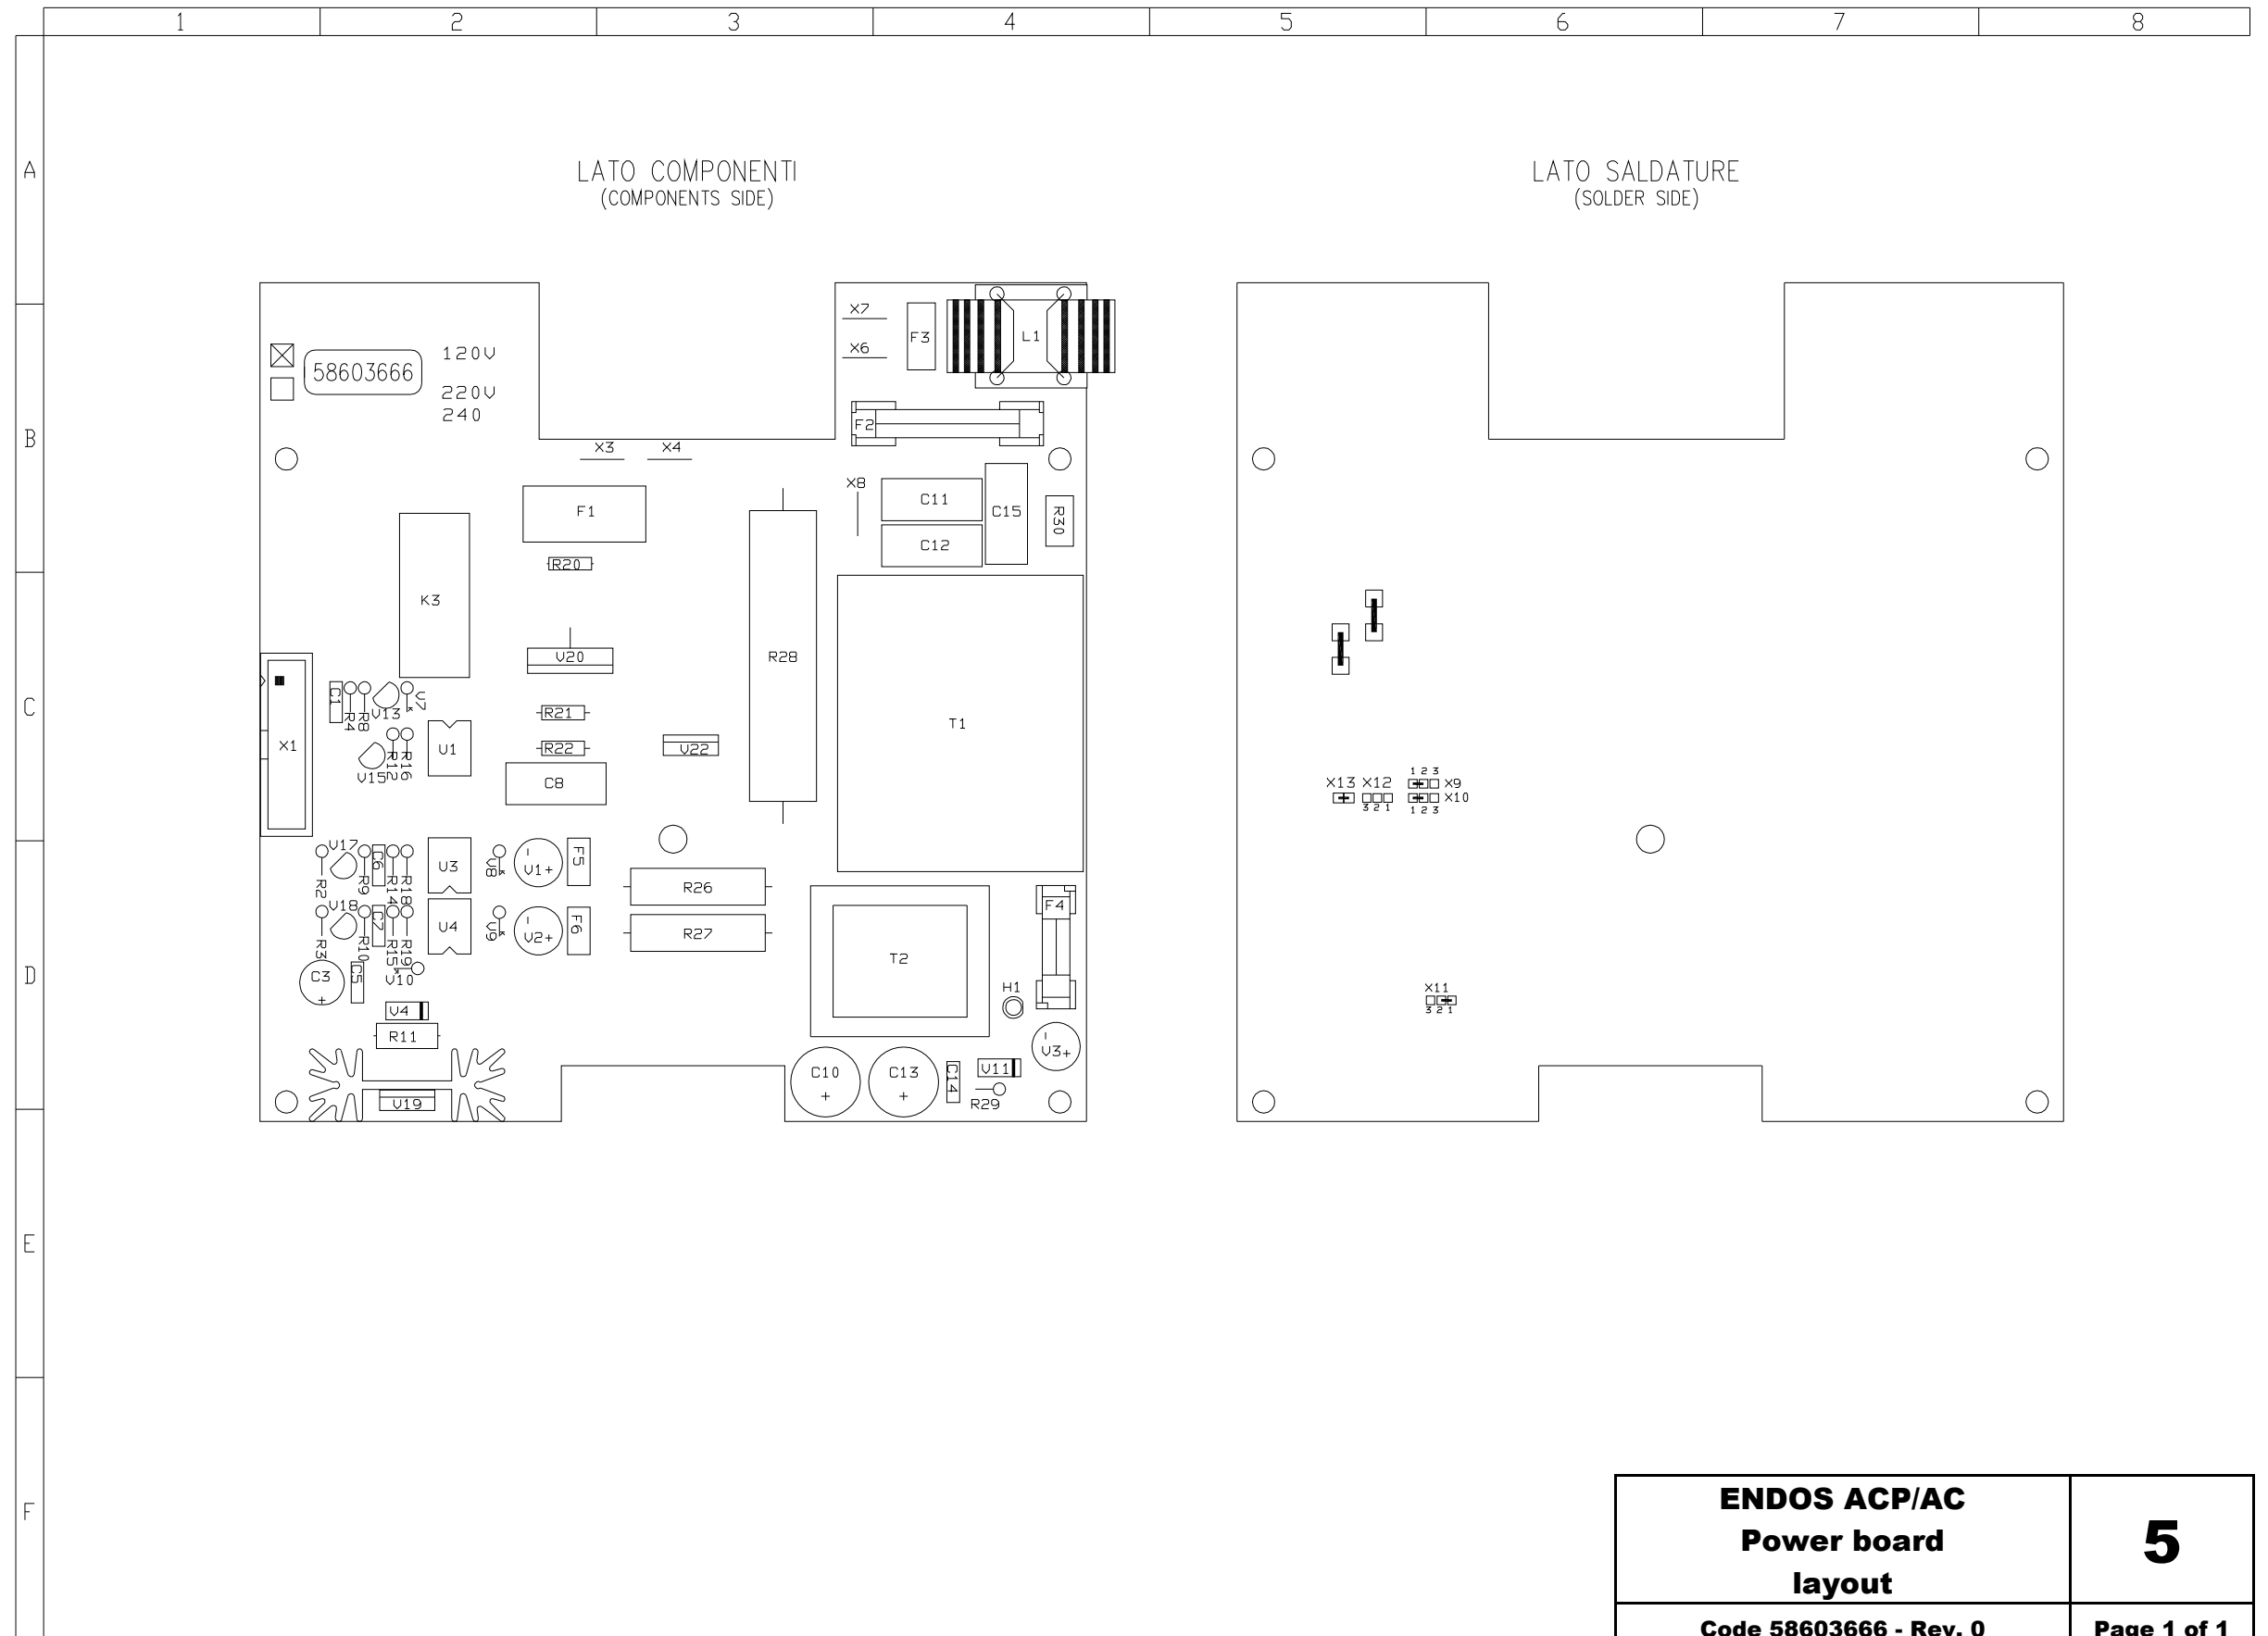 1 2 3 4 5 6 7 8
A
B
C
D
E
F
LATO COMPONENTI
(COMPONENTS SIDE)
58603666
120V
220V
240
X7
X6
F3
L1
F2
X3
X4
X8
C11
C12
C15
R30
F1
R20
K3
V20
R28
T1
X1
C1
R4
R8
V13
V7
V15
R12
R16
U1
R21
R22
C8
V22
V17
R2
R9
C6
R14
R18
U3
V8
-
V1+
F5
V18
R3
R10
C7
R15
R19
U4
V9
-
V2+
F6
R26
R27
C3
+
C5
V10
V4
R11
V19
T2
F4
H1
-
V3+
C10
+
C13
+
C14
V11
R29
LATO SALDATURE
(SOLDER SIDE)
X13 X12
3 2 1
1 2 3
X9
X10
1 2 3
X11
3 2 1
ENDOS ACP/AC
Power board
layout
5
Code 58603666 - Rev. 0
Page 1 of 1